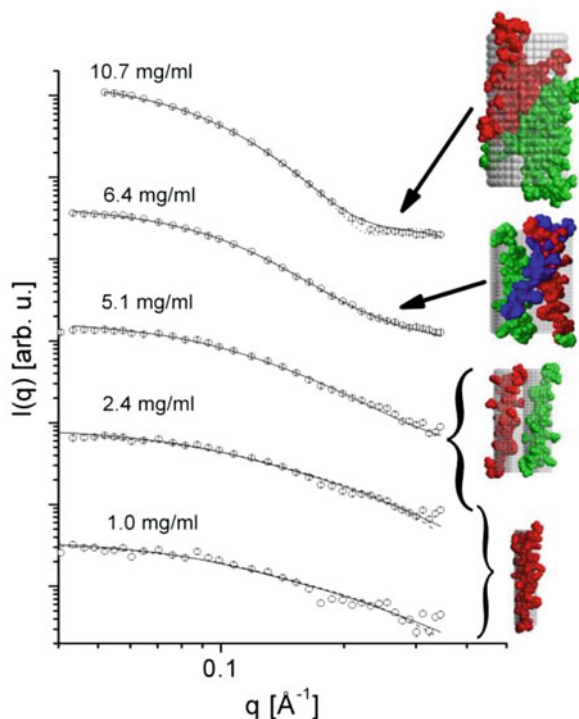 10.7 mg/ml
6.4 mg/ml
5.1 mg/ml
2.4 mg/ml
1.0 mg/ml
I(q) [arb. u.]
0.1
q [Å⁻¹]